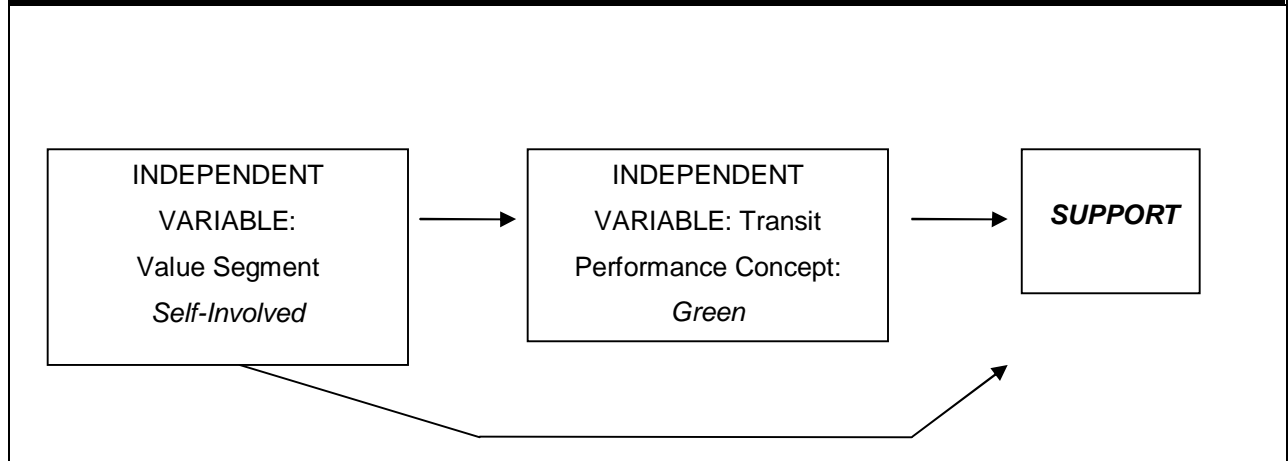 INDEPENDENT
VARIABLE:
Value Segment
Self-Involved
INDEPENDENT
VARIABLE: Transit
Performance Concept:
Green
SUPPORT